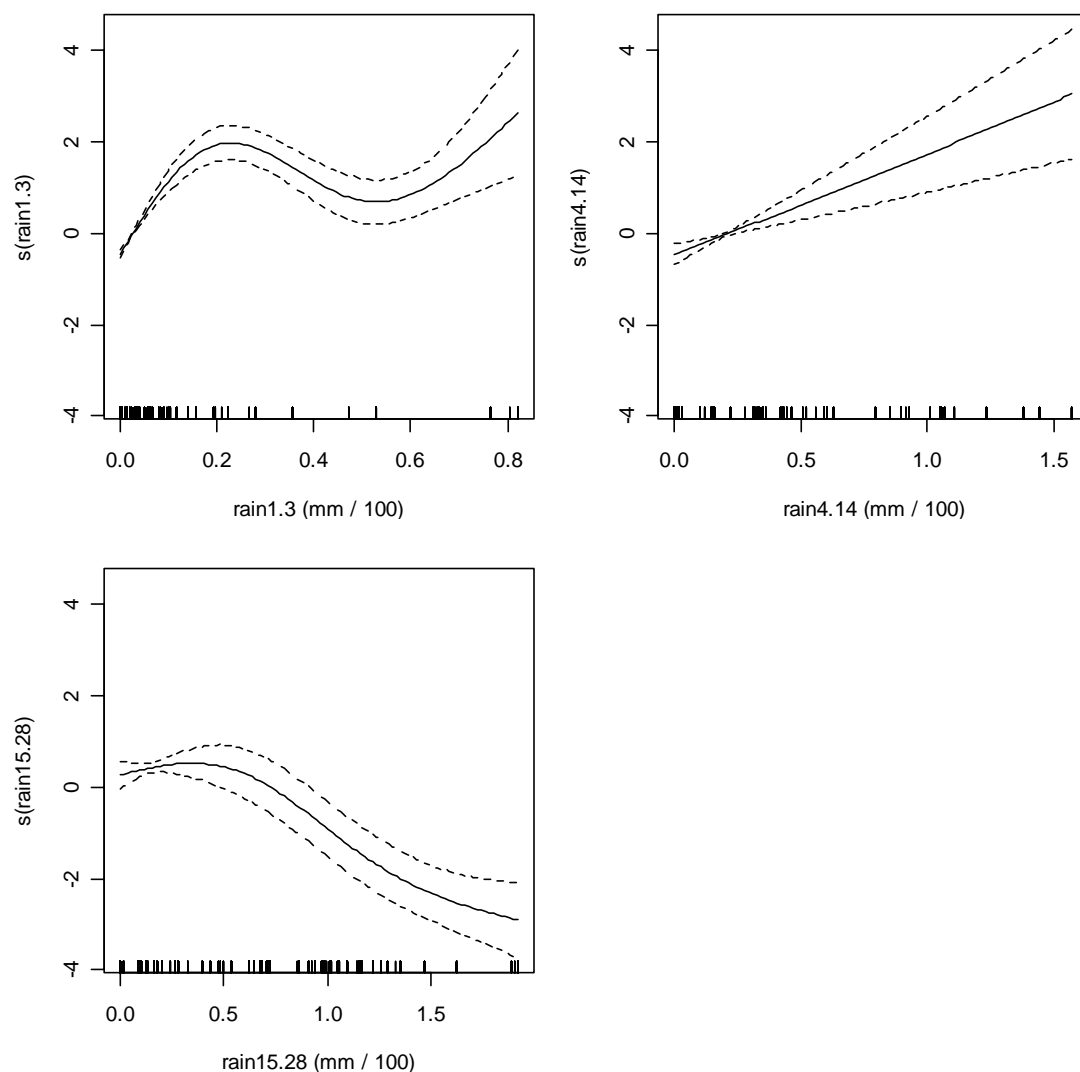 s(rain1.3)
4
2
0
-2
-4
0.0 0.2 0.4 0.6 0.8
rain1.3 (mm / 100)
s(rain4.14)
4
2
0
-2
-4
0.0 0.5 1.0 1.5
rain4.14 (mm / 100)
s(rain15.28)
4
2
0
-2
-4
0.0 0.5 1.0 1.5
rain15.28 (mm / 100)